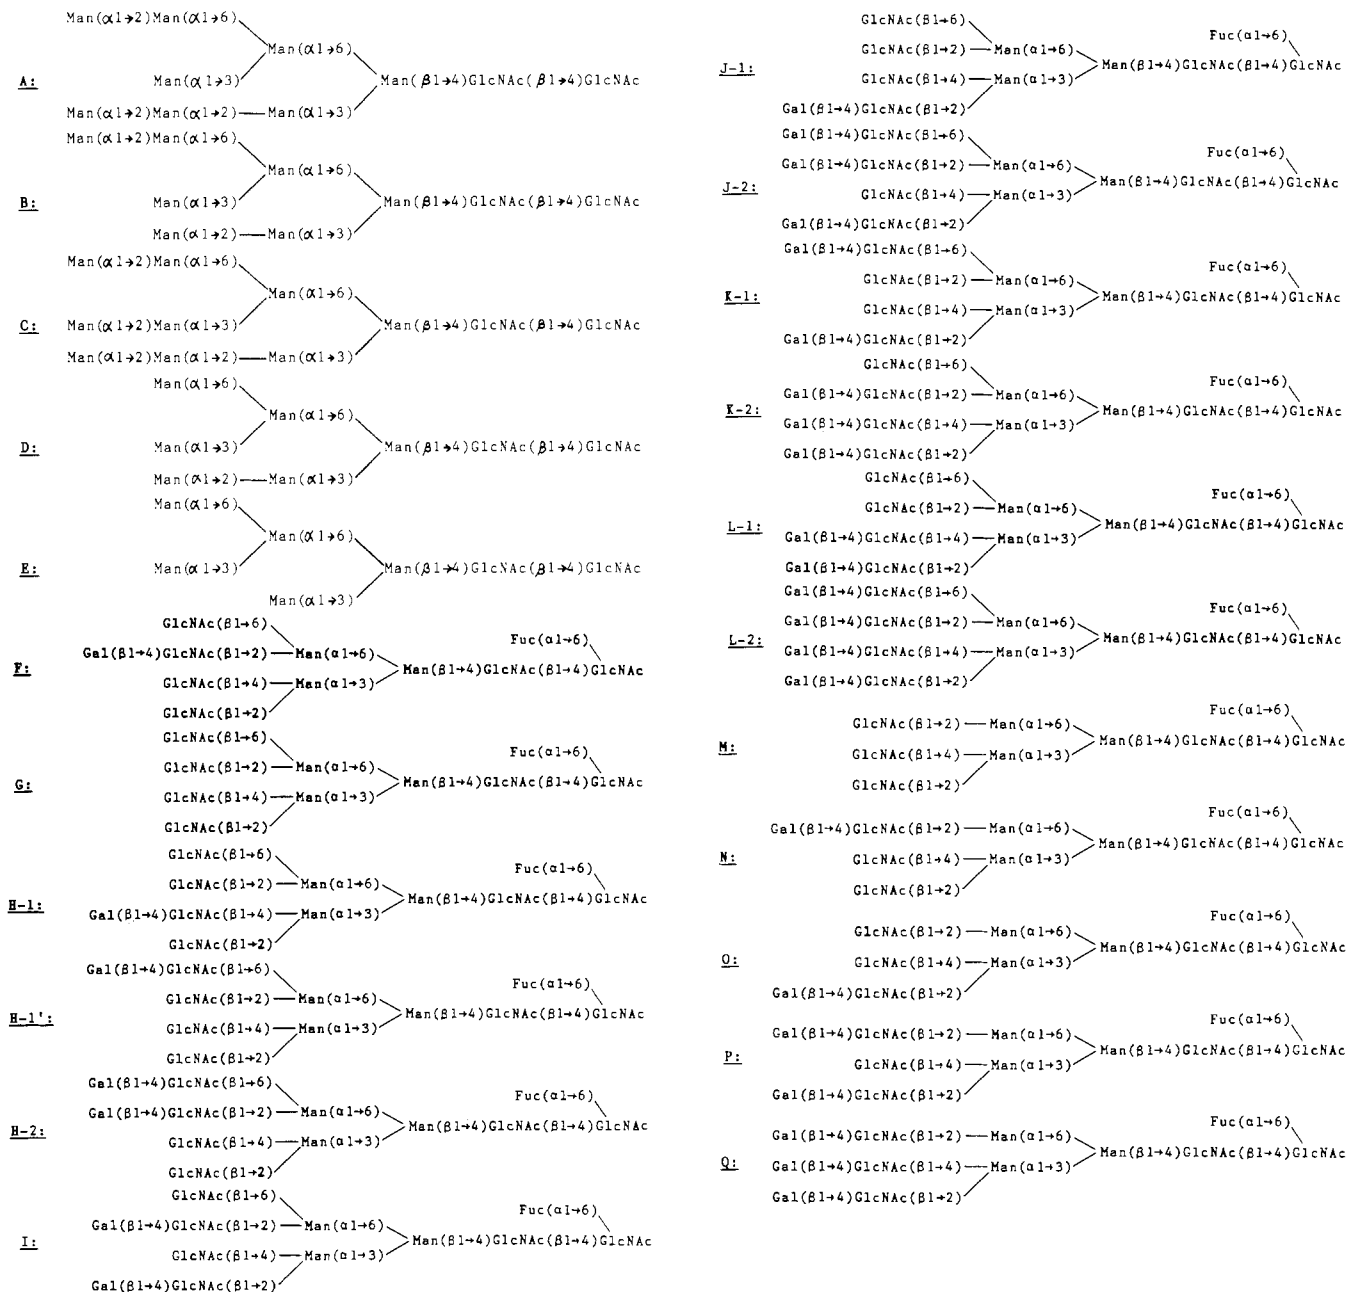 Man(α1→2)Man(α1→6)
Man(α1→6)
A: Man(α1→3) Man(β1→4)GlcNAc(β1→4)GlcNAc
Man(α1→2)Man(α1→2)—Man(α1→3)
Man(α1→2)Man(α1→6)
Man(α1→6)
B: Man(α1→3) Man(β1→4)GlcNAc(β1→4)GlcNAc
Man(α1→2)—Man(α1→3)
Man(α1→2)Man(α1→6)
Man(α1→6)
C: Man(α1→2)Man(α1→3) Man(β1→4)GlcNAc(β1→4)GlcNAc
Man(α1→2)Man(α1→2)—Man(α1→3)
Man(α1→6)
Man(α1→6)
D: Man(α1→3) Man(β1→4)GlcNAc(β1→4)GlcNAc
Man(α1→2)—Man(α1→3)
Man(α1→6)
Man(α1→6)
E: Man(α1→3) Man(β1→4)GlcNAc(β1→4)GlcNAc
Man(α1→3)
GlcNAc(β1→6) Fuc(α1→6)
Gal(β1→4)GlcNAc(β1→2)—Man(α1→6)
F: Man(β1→4)GlcNAc(β1→4)GlcNAc
GlcNAc(β1→4)—Man(α1→3)
GlcNAc(β1→2)
GlcNAc(β1→6) Fuc(α1→6)
GlcNAc(β1→2)—Man(α1→6)
G: Man(β1→4)GlcNAc(β1→4)GlcNAc
GlcNAc(β1→4)—Man(α1→3)
GlcNAc(β1→2)
GlcNAc(β1→6) Fuc(α1→6)
GlcNAc(β1→2)—Man(α1→6)
H-1: Man(β1→4)GlcNAc(β1→4)GlcNAc
Gal(β1→4)GlcNAc(β1→4)—Man(α1→3)
GlcNAc(β1→2)
Gal(β1→4)GlcNAc(β1→6) Fuc(α1→6)
GlcNAc(β1→2)—Man(α1→6)
H-1': Man(β1→4)GlcNAc(β1→4)GlcNAc
GlcNAc(β1→4)—Man(α1→3)
GlcNAc(β1→2)
Gal(β1→4)GlcNAc(β1→6) Fuc(α1→6)
Gal(β1→4)GlcNAc(β1→2)—Man(α1→6)
H-2: Man(β1→4)GlcNAc(β1→4)GlcNAc
GlcNAc(β1→4)—Man(α1→3)
GlcNAc(β1→2)
GlcNAc(β1→6) Fuc(α1→6)
Gal(β1→4)GlcNAc(β1→2)—Man(α1→6)
I: Man(β1→4)GlcNAc(β1→4)GlcNAc
GlcNAc(β1→4)—Man(α1→3)
Gal(β1→4)GlcNAc(β1→2)
GlcNAc(β1→6) Fuc(α1→6)
GlcNAc(β1→2)—Man(α1→6)
J-1: Man(β1→4)GlcNAc(β1→4)GlcNAc
GlcNAc(β1→4)—Man(α1→3)
Gal(β1→4)GlcNAc(β1→2)
Gal(β1→4)GlcNAc(β1→6) Fuc(α1→6)
Gal(β1→4)GlcNAc(β1→2)—Man(α1→6)
J-2: Man(β1→4)GlcNAc(β1→4)GlcNAc
GlcNAc(β1→4)—Man(α1→3)
Gal(β1→4)GlcNAc(β1→2)
Gal(β1→4)GlcNAc(β1→6) Fuc(α1→6)
GlcNAc(β1→2)—Man(α1→6)
K-1: Man(β1→4)GlcNAc(β1→4)GlcNAc
GlcNAc(β1→4)—Man(α1→3)
Gal(β1→4)GlcNAc(β1→2)
GlcNAc(β1→6) Fuc(α1→6)
Gal(β1→4)GlcNAc(β1→2)—Man(α1→6)
K-2: Man(β1→4)GlcNAc(β1→4)GlcNAc
Gal(β1→4)GlcNAc(β1→4)—Man(α1→3)
Gal(β1→4)GlcNAc(β1→2)
GlcNAc(β1→6) Fuc(α1→6)
GlcNAc(β1→2)—Man(α1→6)
L-1: Man(β1→4)GlcNAc(β1→4)GlcNAc
Gal(β1→4)GlcNAc(β1→4)—Man(α1→3)
Gal(β1→4)GlcNAc(β1→2)
Gal(β1→4)GlcNAc(β1→6) Fuc(α1→6)
Gal(β1→4)GlcNAc(β1→2)—Man(α1→6)
L-2: Man(β1→4)GlcNAc(β1→4)GlcNAc
Gal(β1→4)GlcNAc(β1→4)—Man(α1→3)
Gal(β1→4)GlcNAc(β1→2)
Fuc(α1→6)
GlcNAc(β1→2)—Man(α1→6)
M: Man(β1→4)GlcNAc(β1→4)GlcNAc
GlcNAc(β1→4)—Man(α1→3)
GlcNAc(β1→2)
Fuc(α1→6)
Gal(β1→4)GlcNAc(β1→2)—Man(α1→6)
N: Man(β1→4)GlcNAc(β1→4)GlcNAc
GlcNAc(β1→4)—Man(α1→3)
GlcNAc(β1→2)
Fuc(α1→6)
GlcNAc(β1→2)—Man(α1→6)
O: Man(β1→4)GlcNAc(β1→4)GlcNAc
GlcNAc(β1→4)—Man(α1→3)
Gal(β1→4)GlcNAc(β1→2)
Fuc(α1→6)
Gal(β1→4)GlcNAc(β1→2)—Man(α1→6)
P: Man(β1→4)GlcNAc(β1→4)GlcNAc
GlcNAc(β1→4)—Man(α1→3)
Gal(β1→4)GlcNAc(β1→2)
Fuc(α1→6)
Gal(β1→4)GlcNAc(β1→2)—Man(α1→6)
Q: Man(β1→4)GlcNAc(β1→4)GlcNAc
Gal(β1→4)GlcNAc(β1→4)—Man(α1→3)
Gal(β1→4)GlcNAc(β1→2)